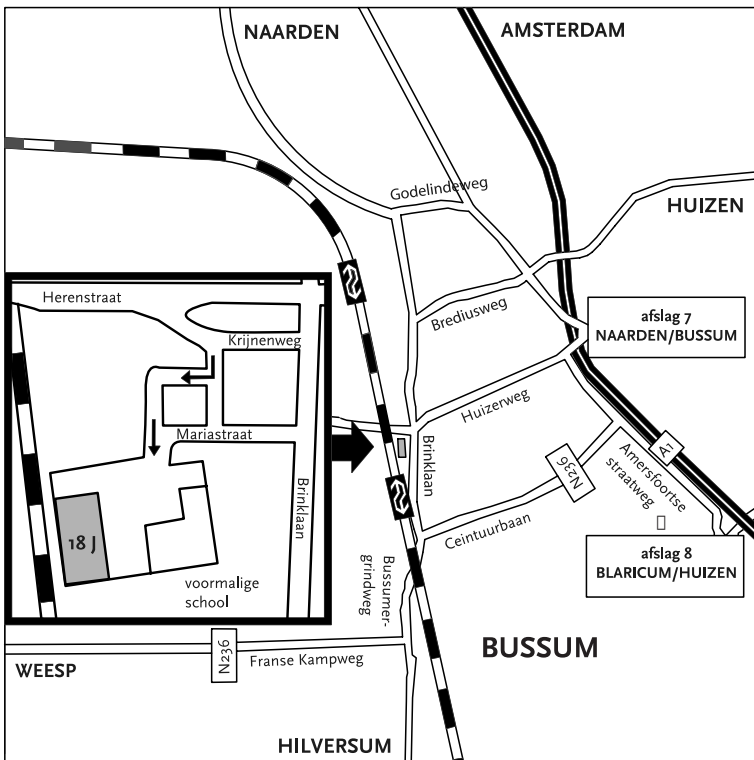 NAARDEN
AMSTERDAM
Godelindeweg
HUIZEN
Herenstraat
Krijnenweg
Brediusweg
afslag 7
NAARDEN/BUSSUM
Huizerweg
Mariastraat
Brinklaan
Brinklaan
N236
A1
Amersfoortse
straatweg
Ceintuurbaan
18 J
voormalige
school
Bussumer-
grindweg
afslag 8
BLARICUM/HUIZEN
N236
Franse Kampweg
WEESP
BUSSUM
HILVERSUM